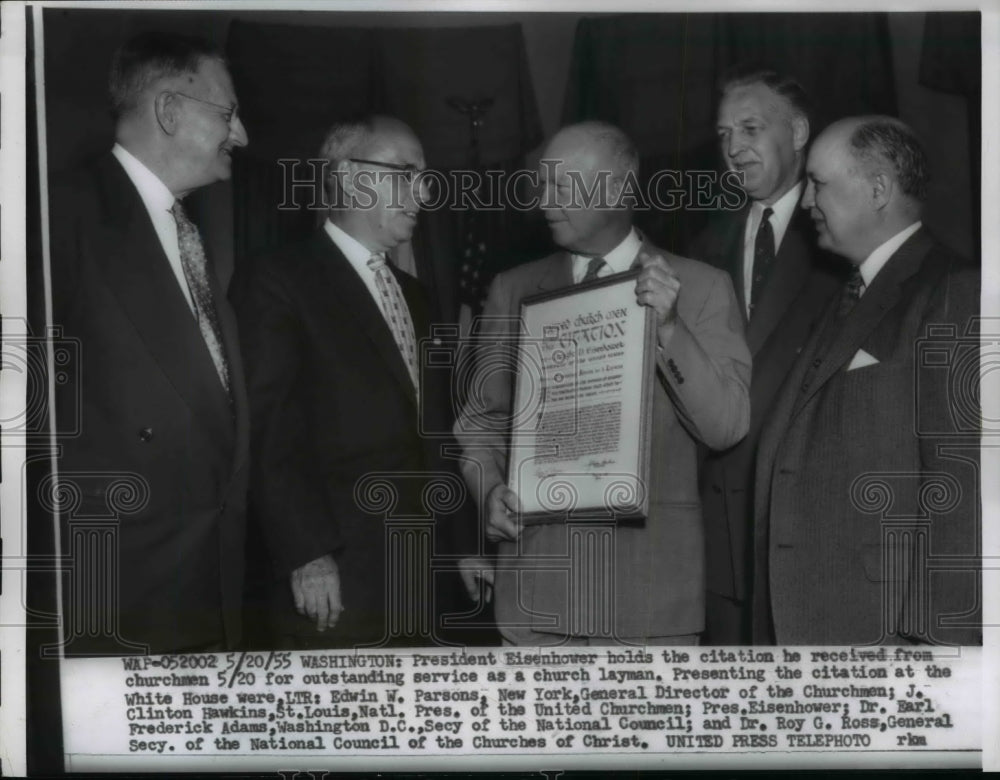 HISTORIC IMAGES
CITATION
WAP-052002 5/20/55 WASHINGTON: President Eisenhower holds the citation he received from
churchmen 5/20 for outstanding service as a church layman. Presenting the citation at the
White House were,LTR: Edwin W. Parsons, New York,General Director of the Churchmen; J.
Clinton Hawkins,St.Louis,Natl. Pres. of the United Churchmen; Pres.Eisenhower; Dr. Earl
Frederick Adams,Washington D.C.,Secy of the National Council; and Dr. Roy G. Ross,General
Secy. of the National Council of the Churches of Christ. UNITED PRESS TELEPHOTO rkm